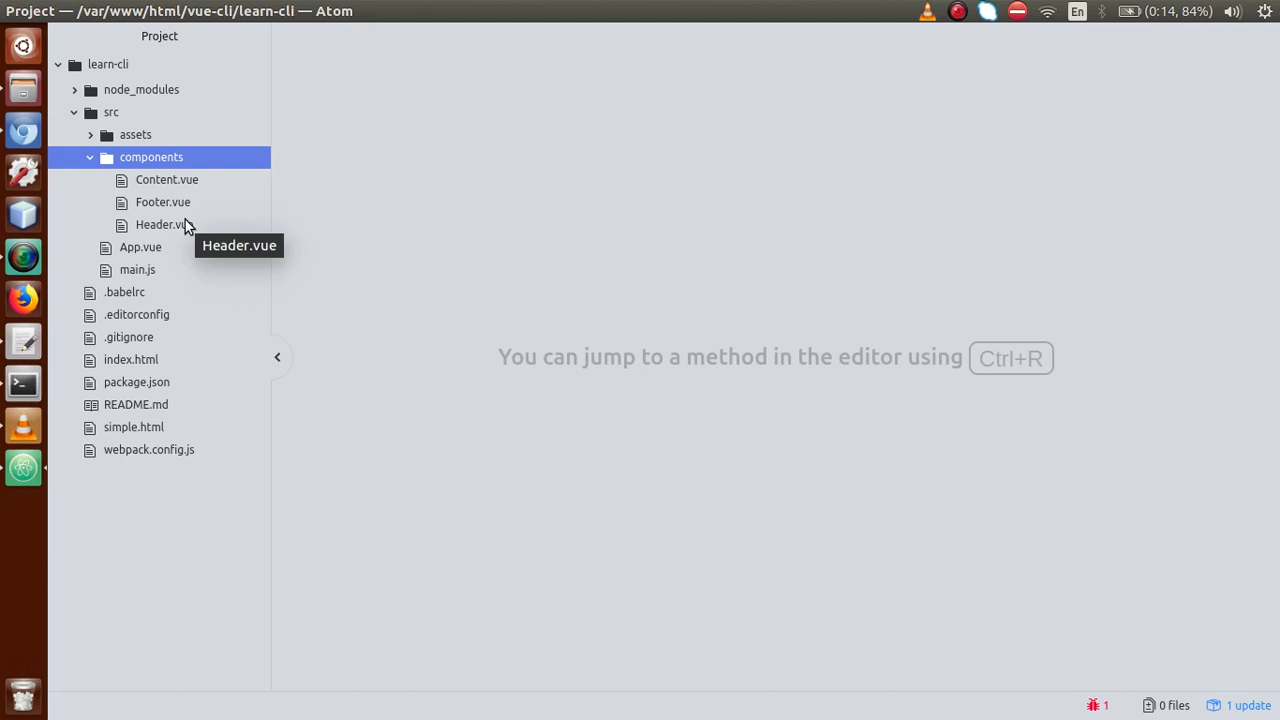 Project — /var/www/html/vue-cli/learn-cli — Atom
En
(0:14, 84%)
Project
learn-cli
node_modules
src
assets
components
Content.vue
Footer.vue
Header.vue
Header.vue
App.vue
main.js
.babelrc
.editorconfig
.gitignore
index.html
package.json
README.md
simple.html
webpack.config.js
You can jump to a method in the editor using Ctrl+R
1
0 files
1 update